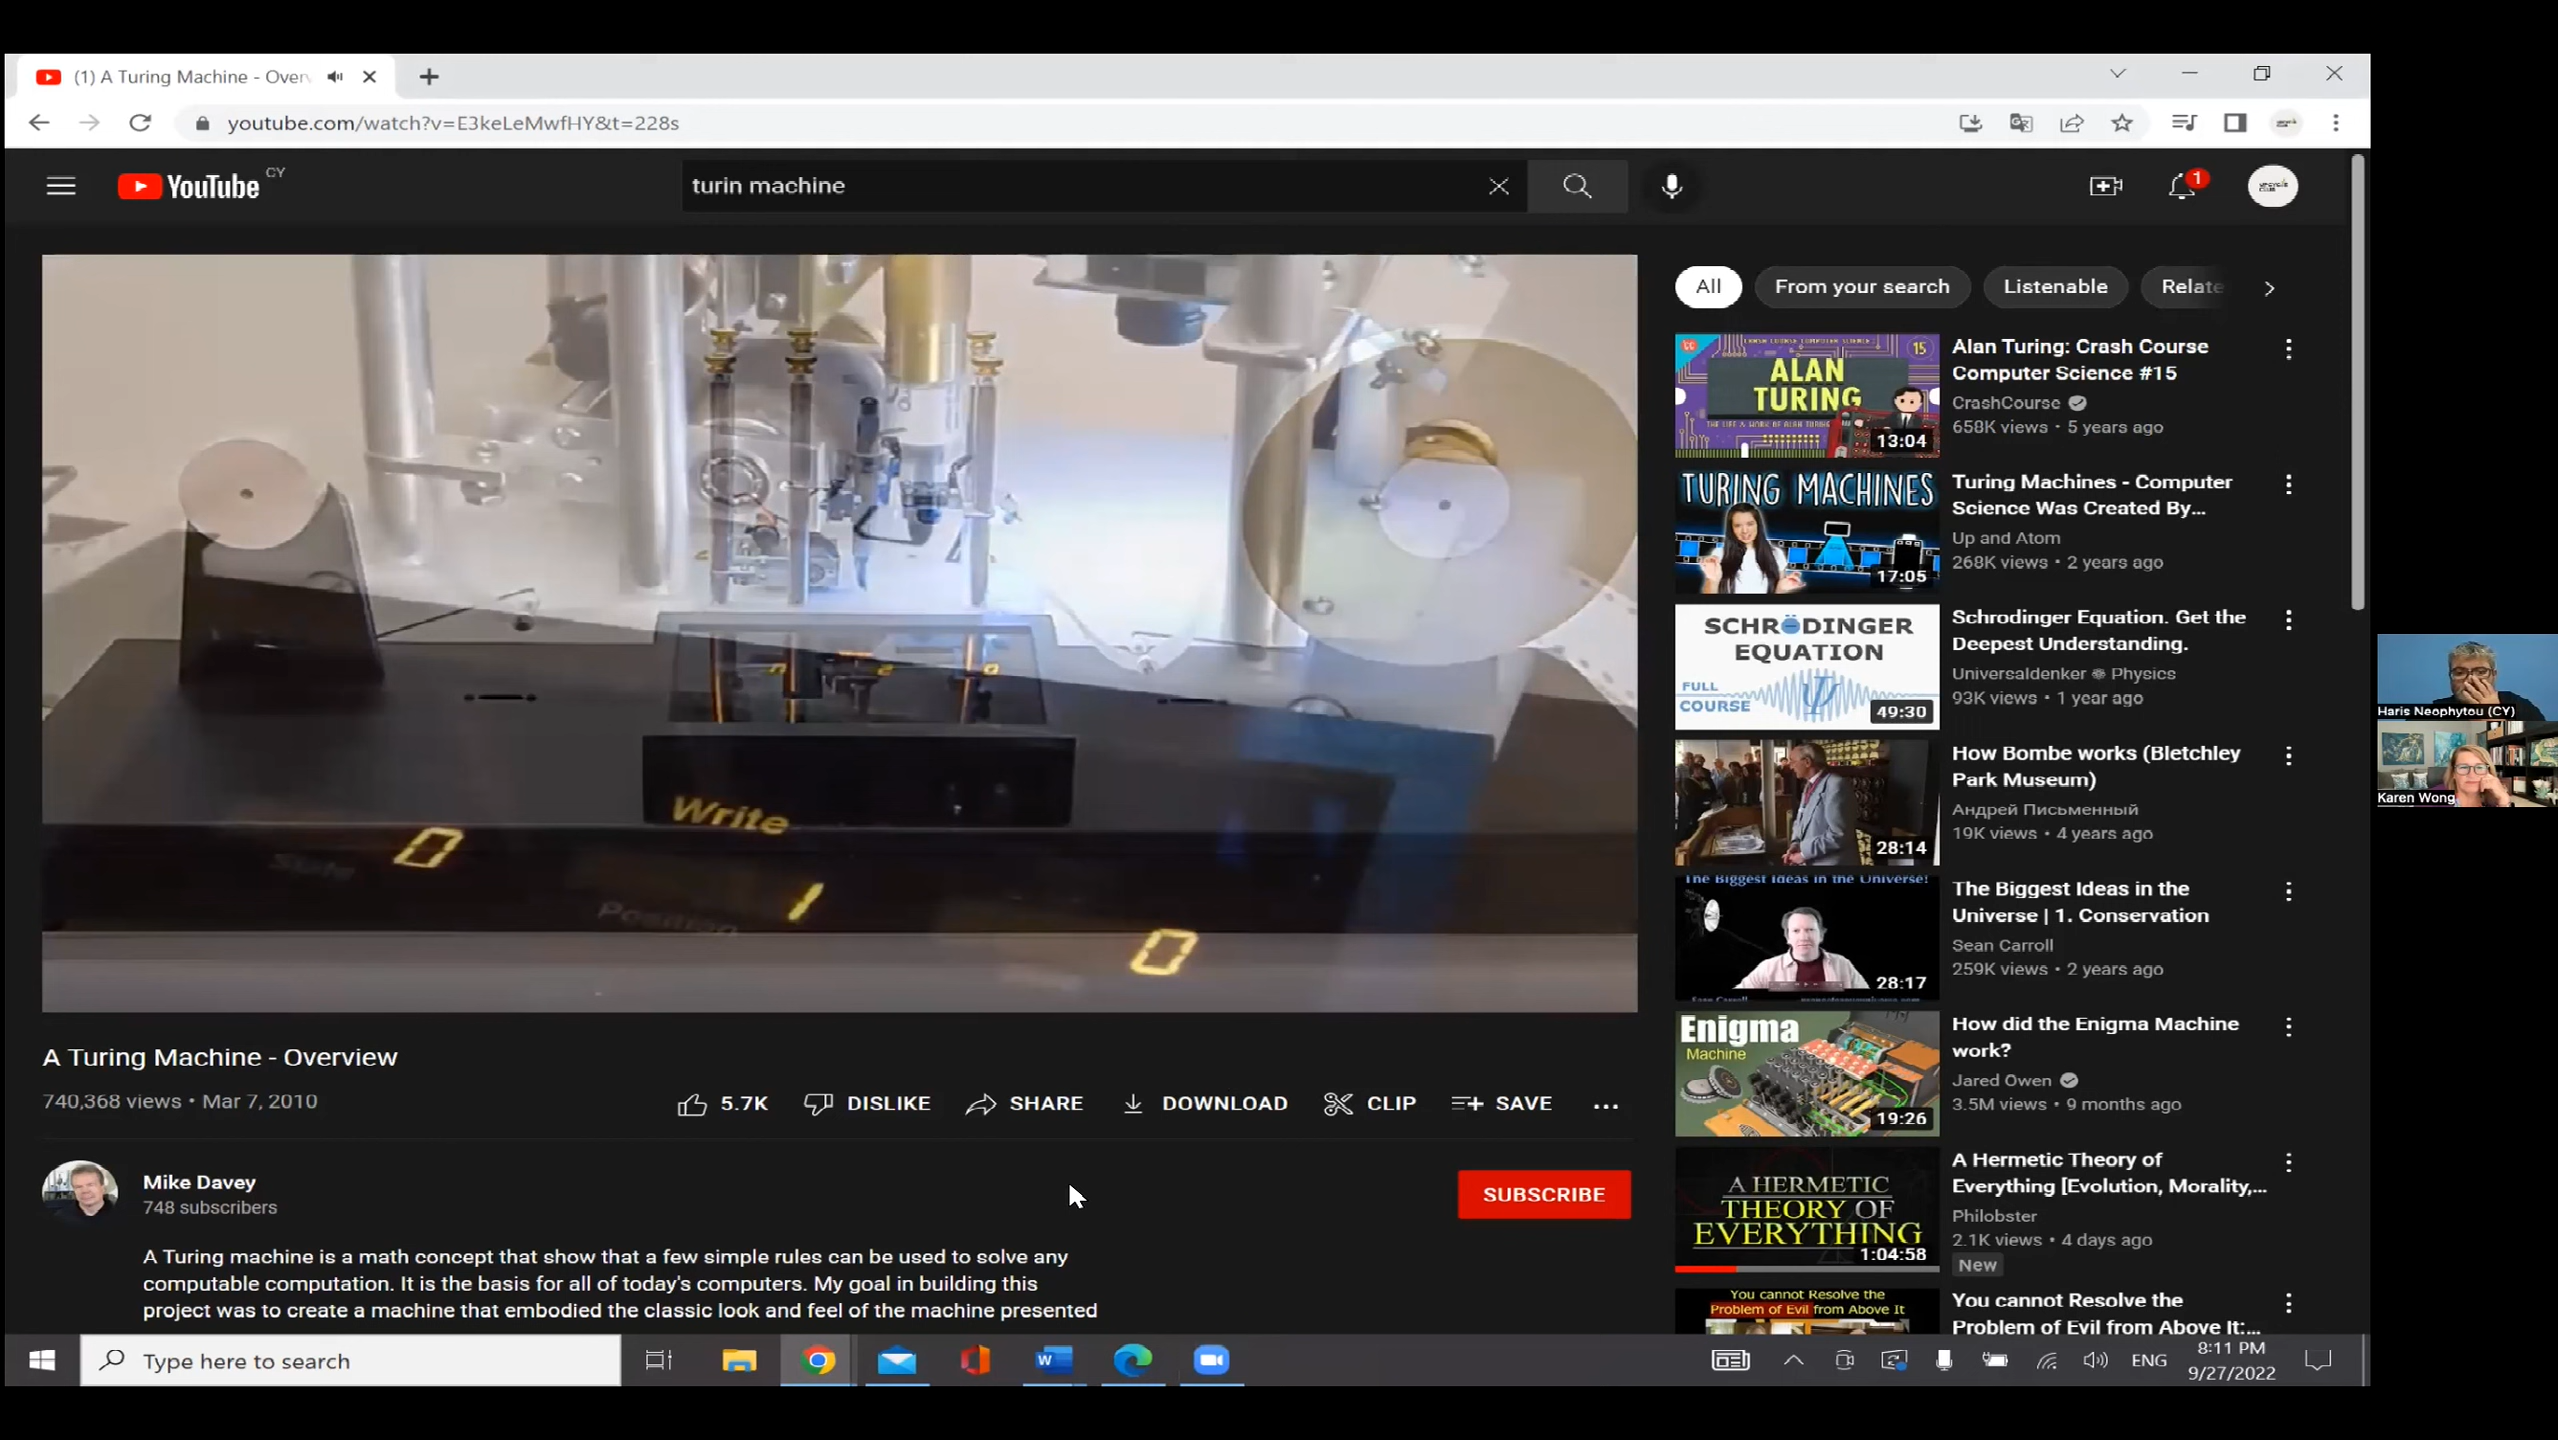 (1) A Turing Machine - Over
youtube.com/watch?v=E3keLeMwfHY&t=228s
YouTube CY
turin machine
1
All
From your search
Listenable
Relate
Write
State
0
Position
1
0
ALAN
TURING
15
13:04
Alan Turing: Crash Course
Computer Science #15
CrashCourse
658K views • 5 years ago
TURING MACHINES
17:05
Turing Machines - Computer
Science Was Created By...
Up and Atom
268K views • 2 years ago
SCHRÖDINGER
EQUATION
FULL
COURSE
49:30
Schrodinger Equation. Get the
Deepest Understanding.
Universaldenker ⚛ Physics
93K views • 1 year ago
28:14
How Bombe works (Bletchley
Park Museum)
Андрей Письменный
19K views • 4 years ago
The Biggest Ideas in the Universe!
28:17
The Biggest Ideas in the
Universe | 1. Conservation
Sean Carroll
259K views • 2 years ago
Enigma
Machine
19:26
How did the Enigma Machine
work?
Jared Owen
3.5M views • 9 months ago
A HERMETIC
THEORY OF
EVERYTHING
1:04:58
A Hermetic Theory of
Everything [Evolution, Morality,...
Philobster
2.1K views • 4 days ago
New
You cannot Resolve the
Problem of Evil from Above It
You cannot Resolve the
Problem of Evil from Above It:...
A Turing Machine - Overview
740,368 views • Mar 7, 2010
5.7K
DISLIKE
SHARE
DOWNLOAD
CLIP
SAVE
Mike Davey
748 subscribers
SUBSCRIBE
A Turing machine is a math concept that show that a few simple rules can be used to solve any
computable computation. It is the basis for all of today's computers. My goal in building this
project was to create a machine that embodied the classic look and feel of the machine presented
Haris Neophytou (CY)
Karen Wong
Type here to search
ENG
8:11 PM
9/27/2022